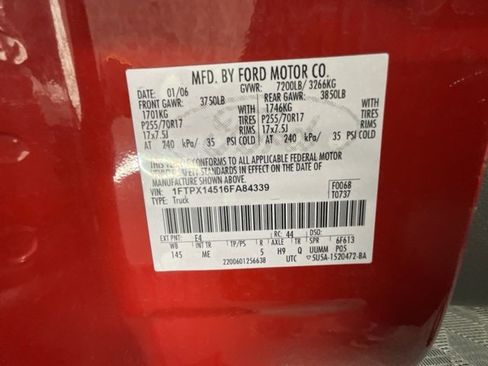 MFD. BY FORD MOTOR CO.
DATE: 01/06 GVWR: 7200LB/ 3266KG
FRONT GAWR: 3750LB REAR GAWR: 3850LB
1701KG WITH 1746KG WITH
P255/70R17 TIRES P255/70R17 TIRES
17x7.5J RIMS 17x7.5J RIMS
AT 240 kPa/ 35 PSI COLD AT 240 kPa/ 35 PSI COLD
THIS VEHICLE CONFORMS TO ALL APPLICABLE FEDERAL MOTOR
VEHICLE SAFETY STANDARDS IN EFFECT ON THE DATE OF
MANUFACTURE SHOWN ABOVE.
VIN: 1FTPX14516FA84339 F0068
TYPE: Truck T0737
EXT PNT: E4 RC: 44 DSO:
WB INT TR TP/PS R AXLE TR SPR 6F613
145 ME 5 H9 Q UUMM POS
2200601256638 UTC 5U5A-1520472-BA